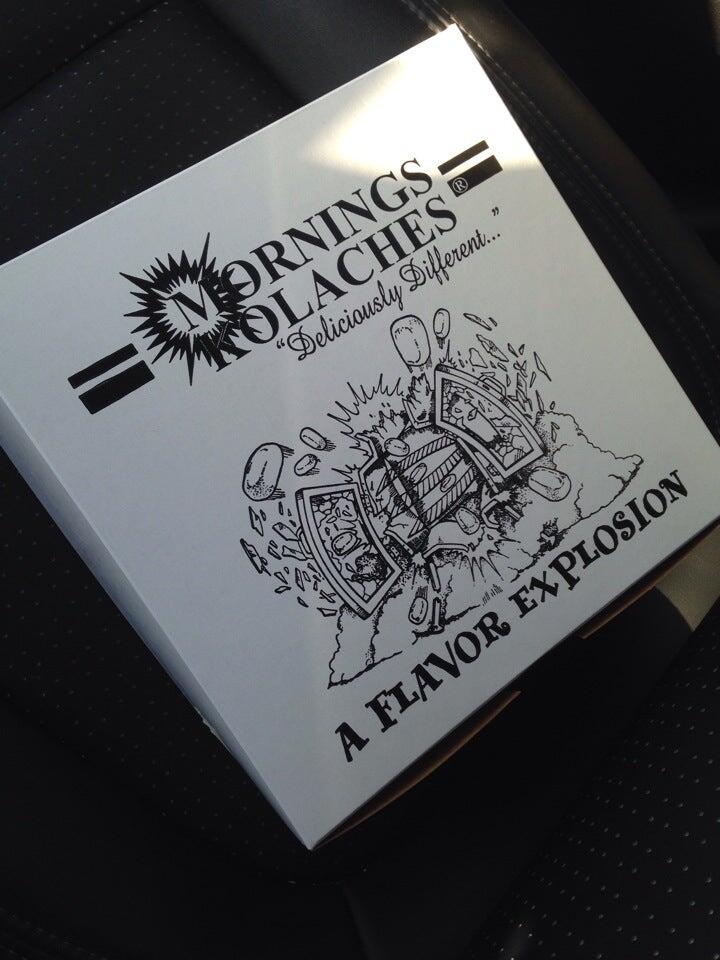 MORNINGS
KOLACHES®
"Deliciously Different..."
A FLAVOR EXPLOSION